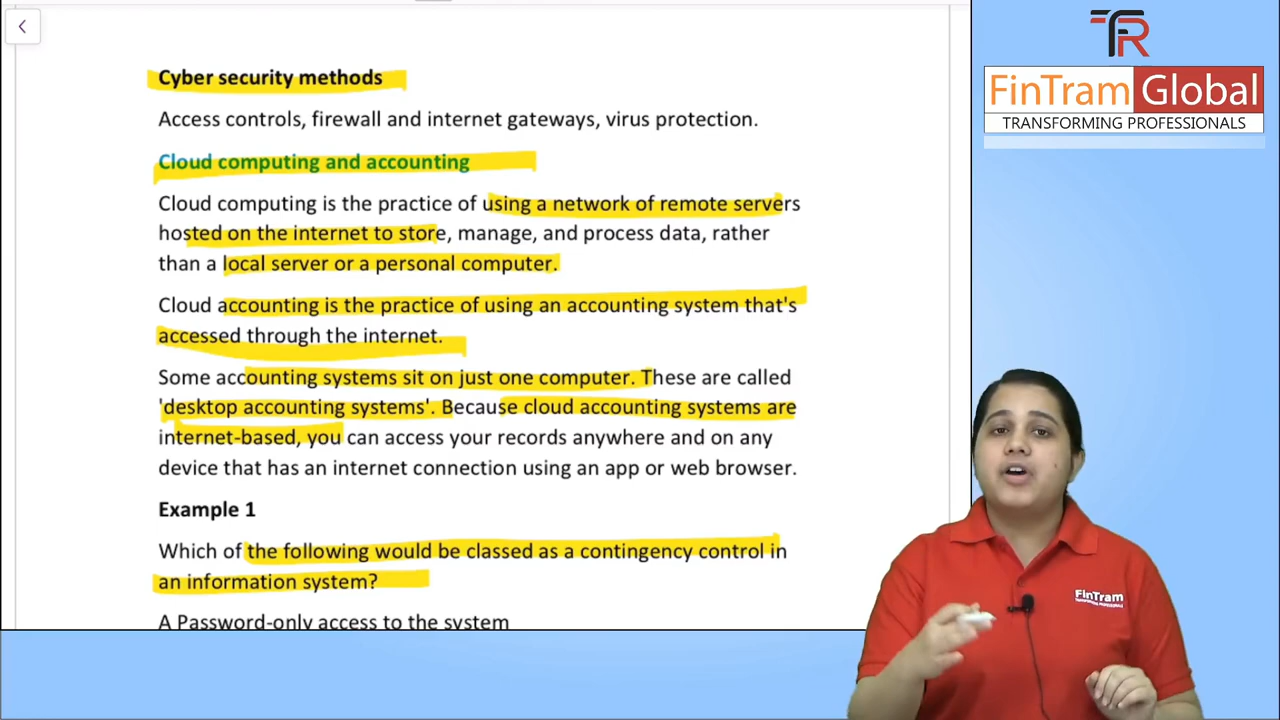 Cyber security methods
Access controls, firewall and internet gateways, virus protection.
Cloud computing and accounting
Cloud computing is the practice of using a network of remote servers
hosted on the internet to store, manage, and process data, rather
than a local server or a personal computer.
Cloud accounting is the practice of using an accounting system that's
accessed through the internet.
Some accounting systems sit on just one computer. These are called
'desktop accounting systems'. Because cloud accounting systems are
internet-based, you can access your records anywhere and on any
device that has an internet connection using an app or web browser.
Example 1
Which of the following would be classed as a contingency control in
an information system?
A Password-only access to the system
FR
FinTram Global
TRANSFORMING PROFESSIONALS
FinTram
TRANSFORMING PROFESSIONALS